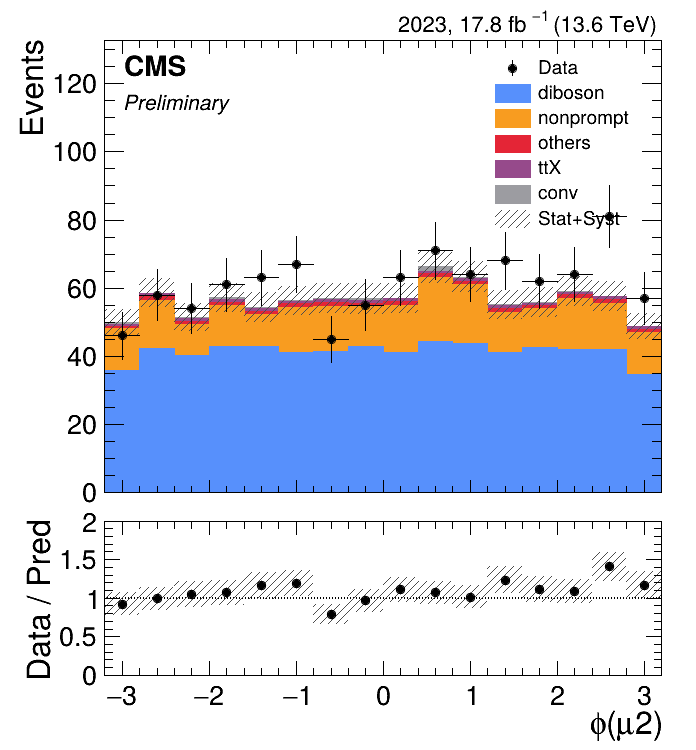 2023, 17.8 fb⁻¹ (13.6 TeV)
Events
CMS
Preliminary
Data
diboson
nonprompt
others
ttX
conv
Stat+Syst
120
100
80
60
40
20
0
Data / Pred
2
1.5
1
0.5
0
−3 −2 −1 0 1 2 3
ϕ(μ2)